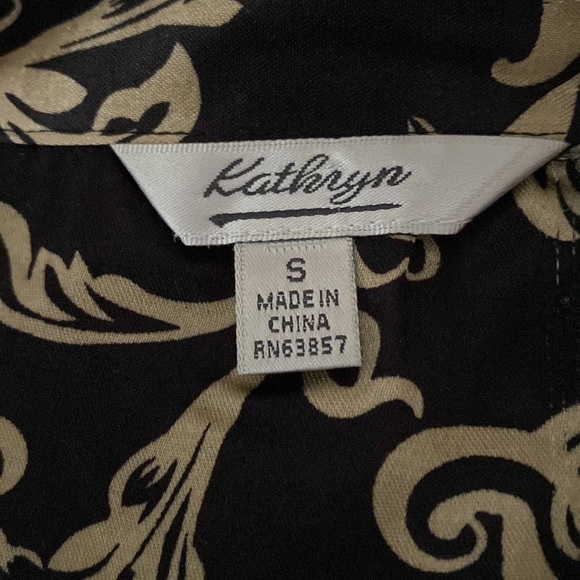 Kathryn
S
MADE IN
CHINA
RN63857